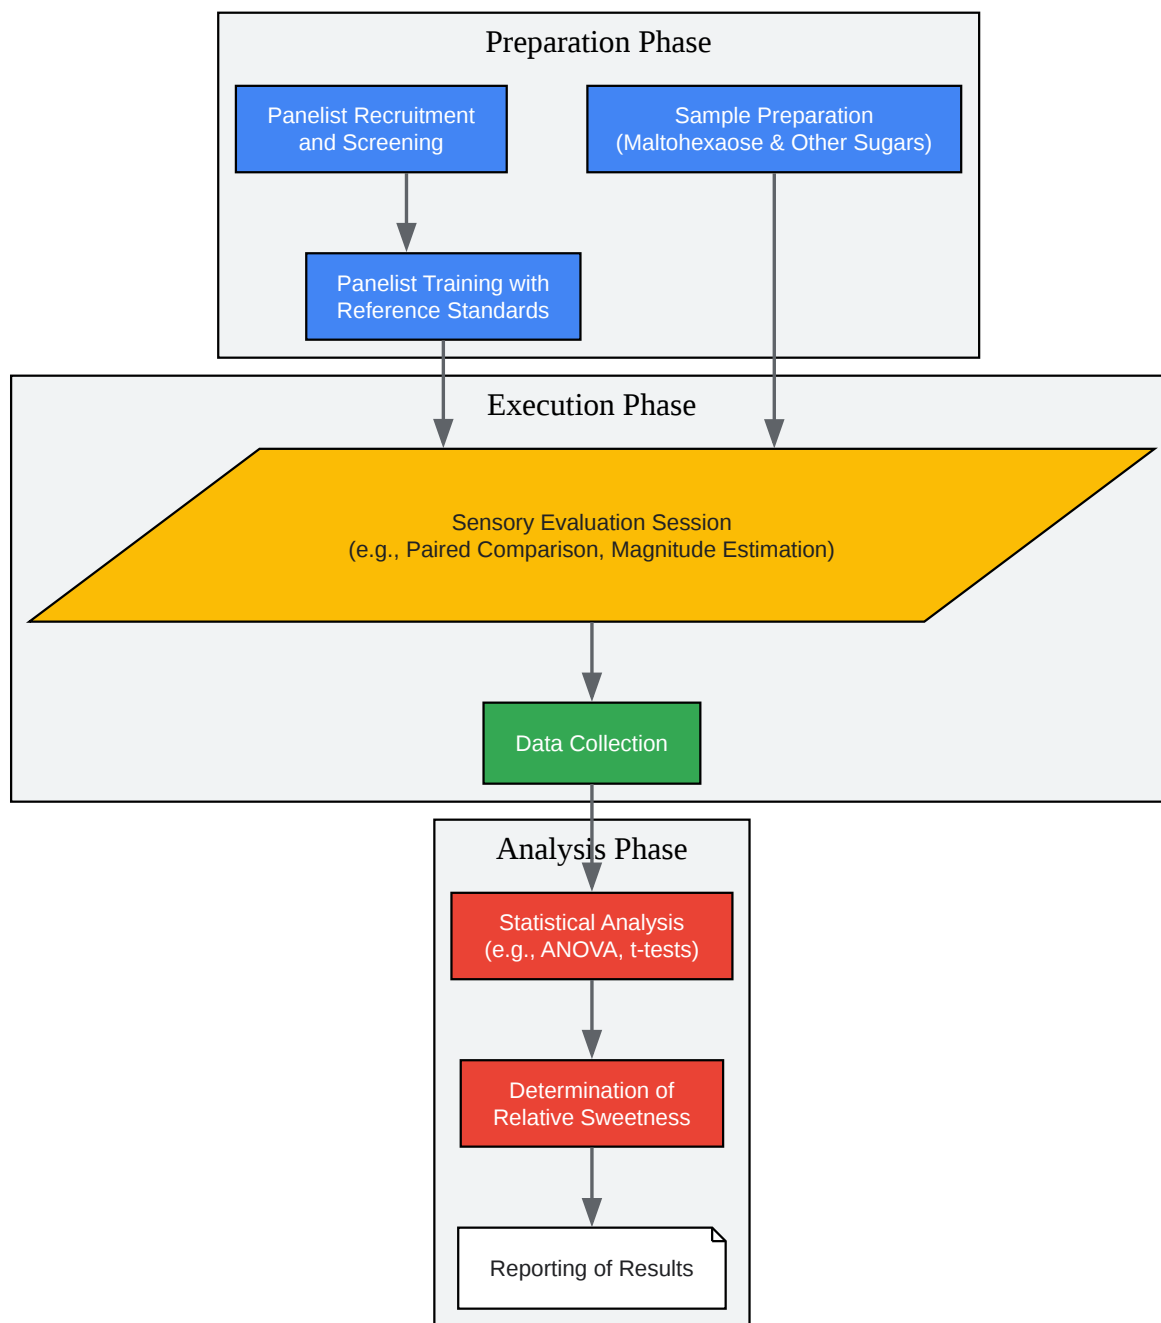 Preparation Phase
Panelist Recruitment
and Screening
Sample Preparation
(Maltohexaose & Other Sugars)
Panelist Training with
Reference Standards
Execution Phase
Sensory Evaluation Session
(e.g., Paired Comparison, Magnitude Estimation)
Data Collection
Analysis Phase
Statistical Analysis
(e.g., ANOVA, t-tests)
Determination of
Relative Sweetness
Reporting of Results